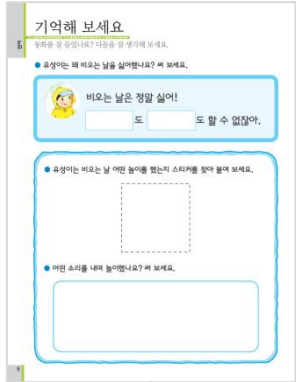 기억해 보세요
동화를 잘 들었나요? 다음을 잘 생각해 보세요.
● 유성이는 왜 비오는 날을 싫어했나요? 써 보세요.
비오는 날은 정말 싫어!
도 도 할 수 없잖아.
● 유성이는 비오는 날 어떤 놀이를 했는지 스티커를 찾아 붙여 보세요.
● 어떤 소리를 내며 놀이했나요? 써 보세요.
8